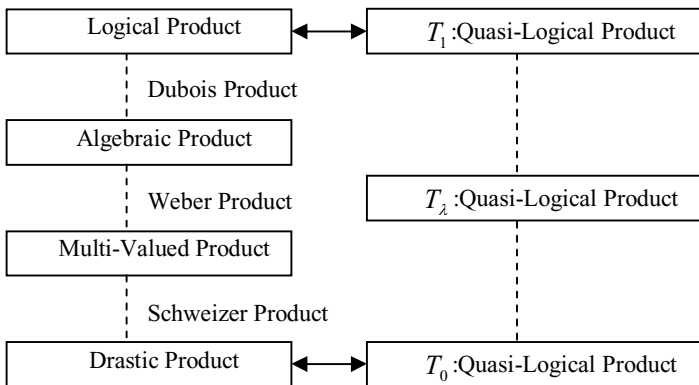 Logical Product
T₁:Quasi-Logical Product
Dubois Product
Algebraic Product
Weber Product
T_λ:Quasi-Logical Product
Multi-Valued Product
Schweizer Product
Drastic Product
T₀:Quasi-Logical Product